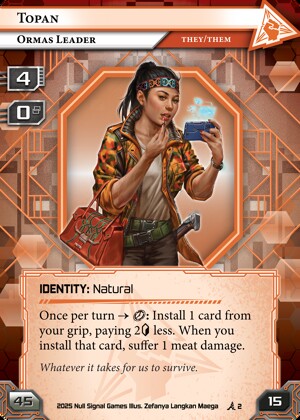 TOPAN
ORMAS LEADER THEY/THEM
4
0
IDENTITY: Natural
Once per turn → : Install 1 card from
your grip, paying 2 less. When you
install that card, suffer 1 meat damage.
Whatever it takes for us to survive.
45 2025 Null Signal Games Illus. Zefanya Langkan Maega 2 15